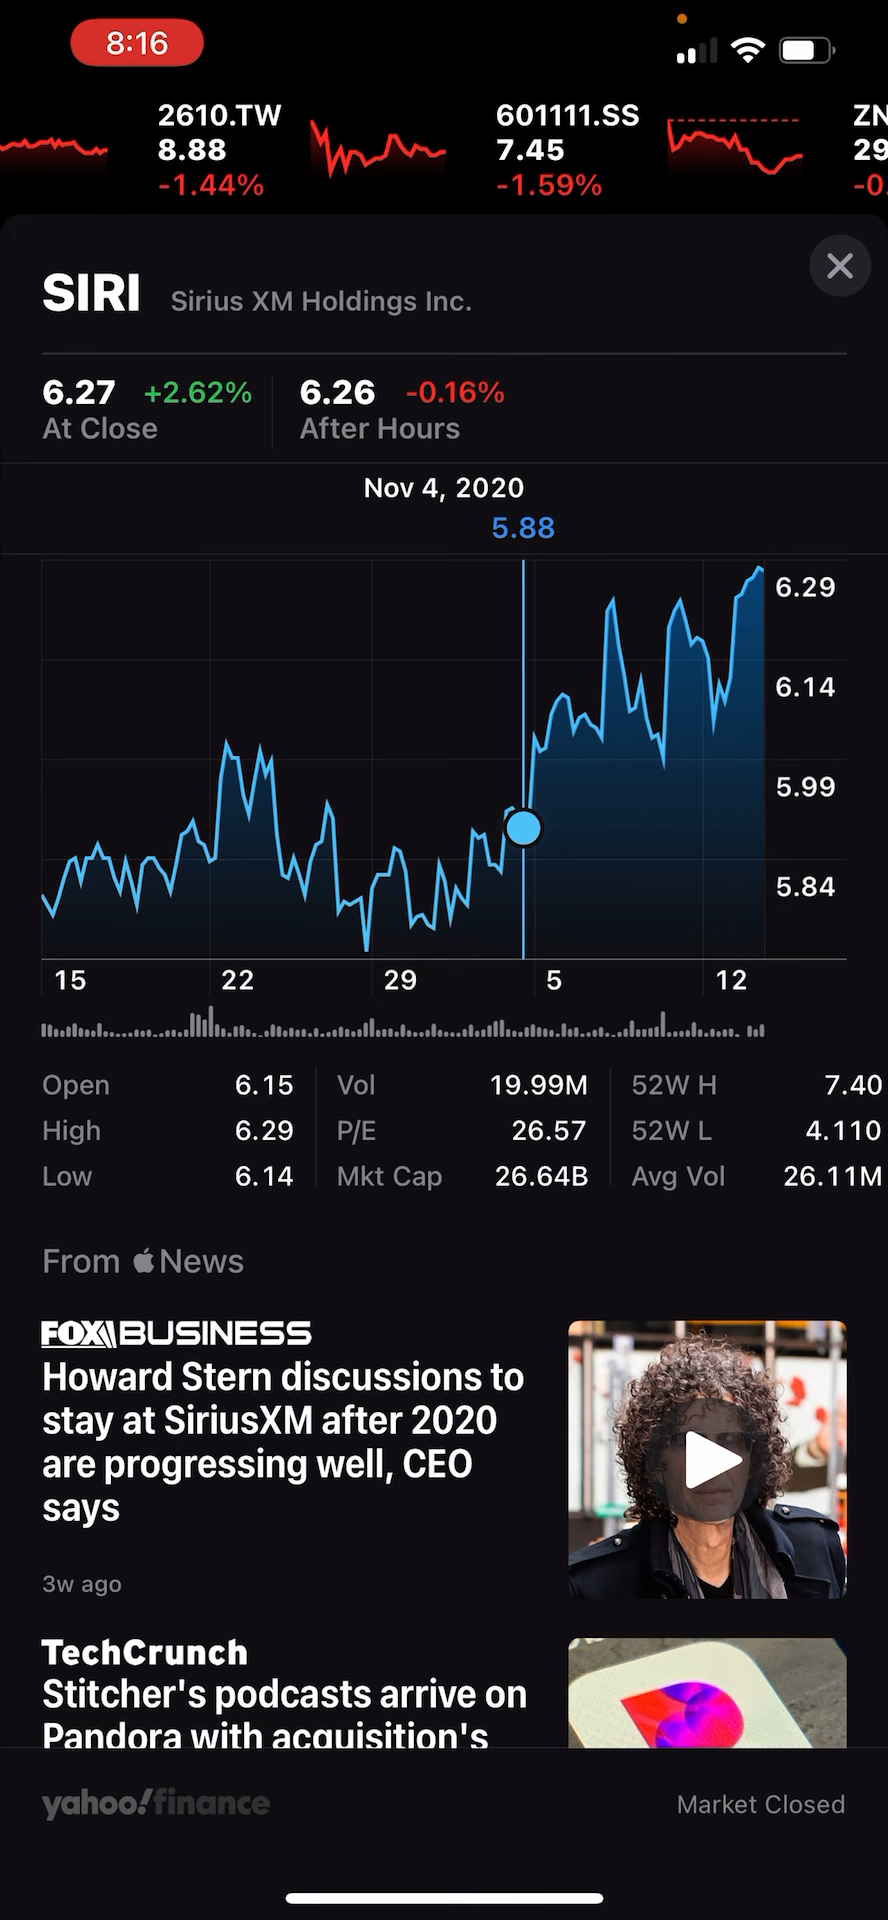 8:16
2610.TW
8.88
-1.44%
601111.SS
7.45
-1.59%
SIRI Sirius XM Holdings Inc.
6.27 +2.62% 6.26 -0.16%
At Close After Hours
Nov 4, 2020
5.88
6.29
6.14
5.99
5.84
15 22 29 5 12
Open 6.15 Vol 19.99M 52W H 7.40
High 6.29 P/E 26.57 52W L 4.110
Low 6.14 Mkt Cap 26.64B Avg Vol 26.11M
From News
FOX BUSINESS
Howard Stern discussions to
stay at SiriusXM after 2020
are progressing well, CEO
says
3w ago
TechCrunch
Stitcher's podcasts arrive on
Pandora with acquisition's
yahoo!finance Market Closed